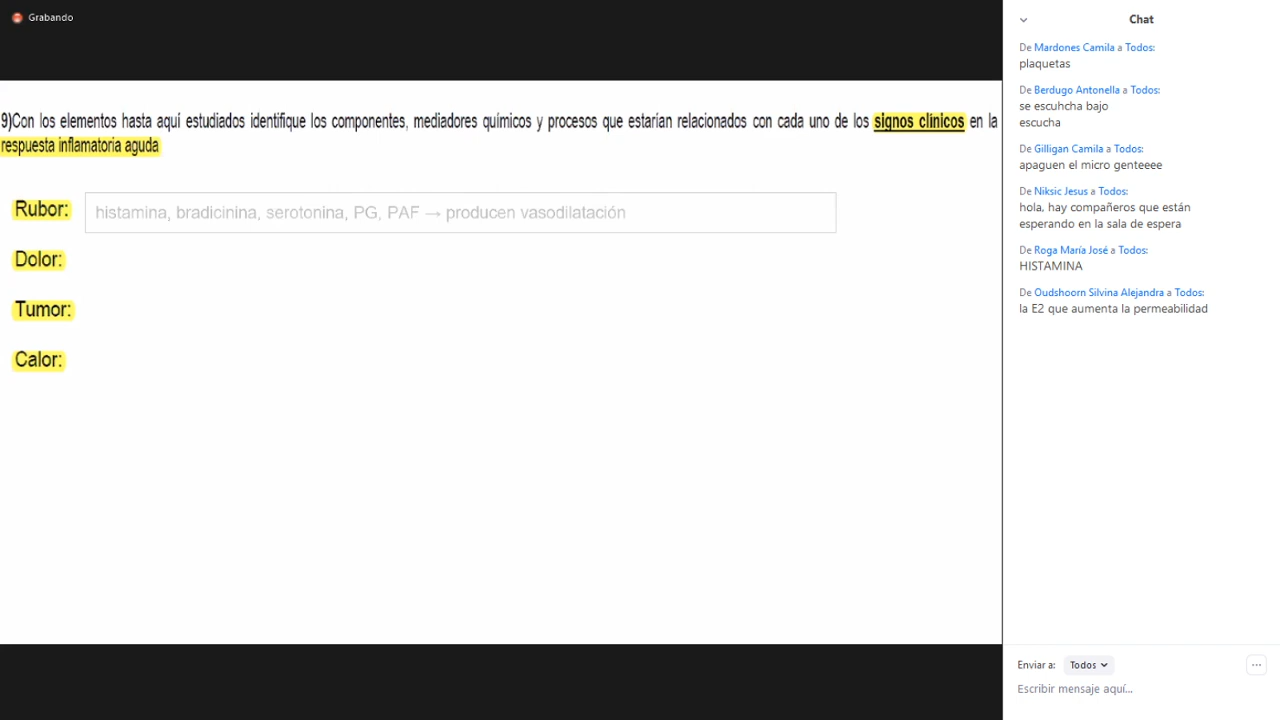 Grabando
9)Con los elementos hasta aquí estudiados identifique los componentes, mediadores químicos y procesos que estarían relacionados con cada uno de los signos clínicos en la
respuesta inflamatoria aguda
Rubor:
histamina, bradicinina, serotonina, PG, PAF → producen vasodilatación
Dolor:
Tumor:
Calor:
Chat
De Mardones Camila a Todos:
plaquetas
De Berdugo Antonella a Todos:
se escuhcha bajo
escucha
De Gilligan Camila a Todos:
apaguen el micro genteeee
De Niksic Jesus a Todos:
hola, hay compañeros que están
esperando en la sala de espera
De Roga María José a Todos:
HISTAMINA
De Oudshoorn Silvina Alejandra a Todos:
la E2 que aumenta la permeabilidad
Enviar a: Todos
Escribir mensaje aquí...